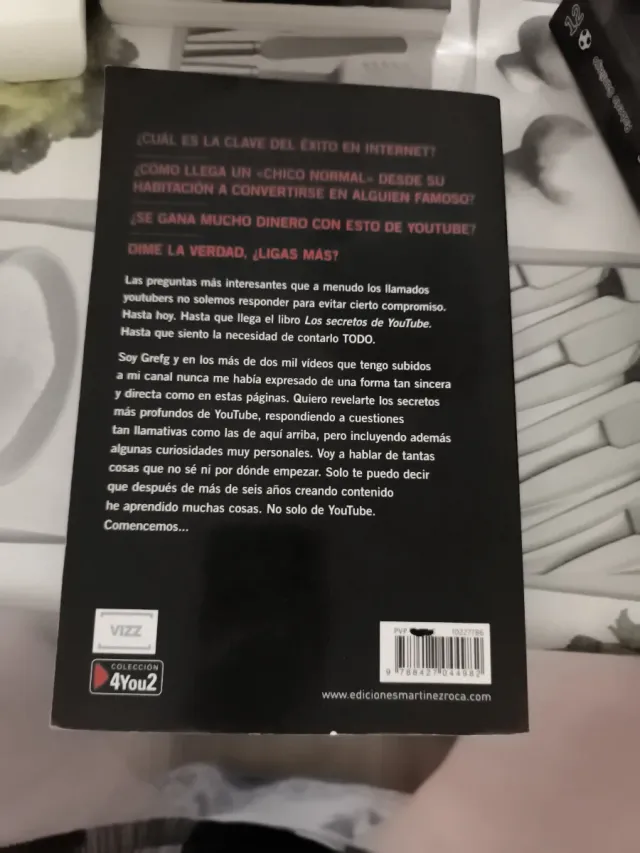 12
¿CUÁL ES LA CLAVE DEL ÉXITO EN INTERNET?
¿CÓMO LLEGA UN «CHICO NORMAL» DESDE SU
HABITACIÓN A CONVERTIRSE EN ALGUIEN FAMOSO?
¿SE GANA MUCHO DINERO CON ESTO DE YOUTUBE?
DIME LA VERDAD, ¿LIGAS MÁS?
Las preguntas más interesantes que a menudo los llamados
youtubers no solemos responder para evitar cierto compromiso.
Hasta hoy. Hasta que llega el libro Los secretos de YouTube.
Hasta que siento la necesidad de contarlo TODO.
Soy Grefg y en los más de dos mil vídeos que tengo subidos
a mi canal nunca me había expresado de una forma tan sincera
y directa como en estas páginas. Quiero revelarte los secretos
más profundos de YouTube, respondiendo a cuestiones
tan llamativas como las de aquí arriba, pero incluyendo además
algunas curiosidades muy personales. Voy a hablar de tantas
cosas que no sé ni por dónde empezar. Solo te puedo decir
que después de más de seis años creando contenido
he aprendido muchas cosas. No solo de YouTube.
Comencemos...
VIZZ
COLECCIÓN
4You2
PVP 10227786
9 788427 044982
www.edicionesmartinezroca.com